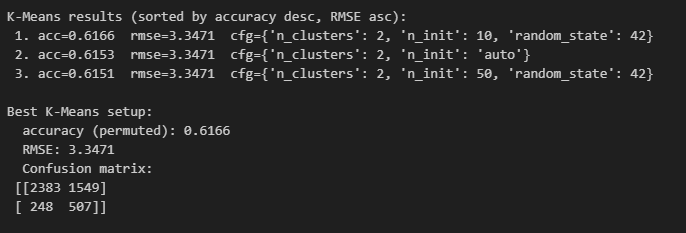 K-Means results (sorted by accuracy desc, RMSE asc):
1. acc=0.6166 rmse=3.3471 cfg={'n_clusters': 2, 'n_init': 10, 'random_state': 42}
2. acc=0.6153 rmse=3.3471 cfg={'n_clusters': 2, 'n_init': 'auto'}
3. acc=0.6151 rmse=3.3471 cfg={'n_clusters': 2, 'n_init': 50, 'random_state': 42}
Best K-Means setup:
accuracy (permuted): 0.6166
RMSE: 3.3471
Confusion matrix:
[[2383 1549]
[ 248 507]]